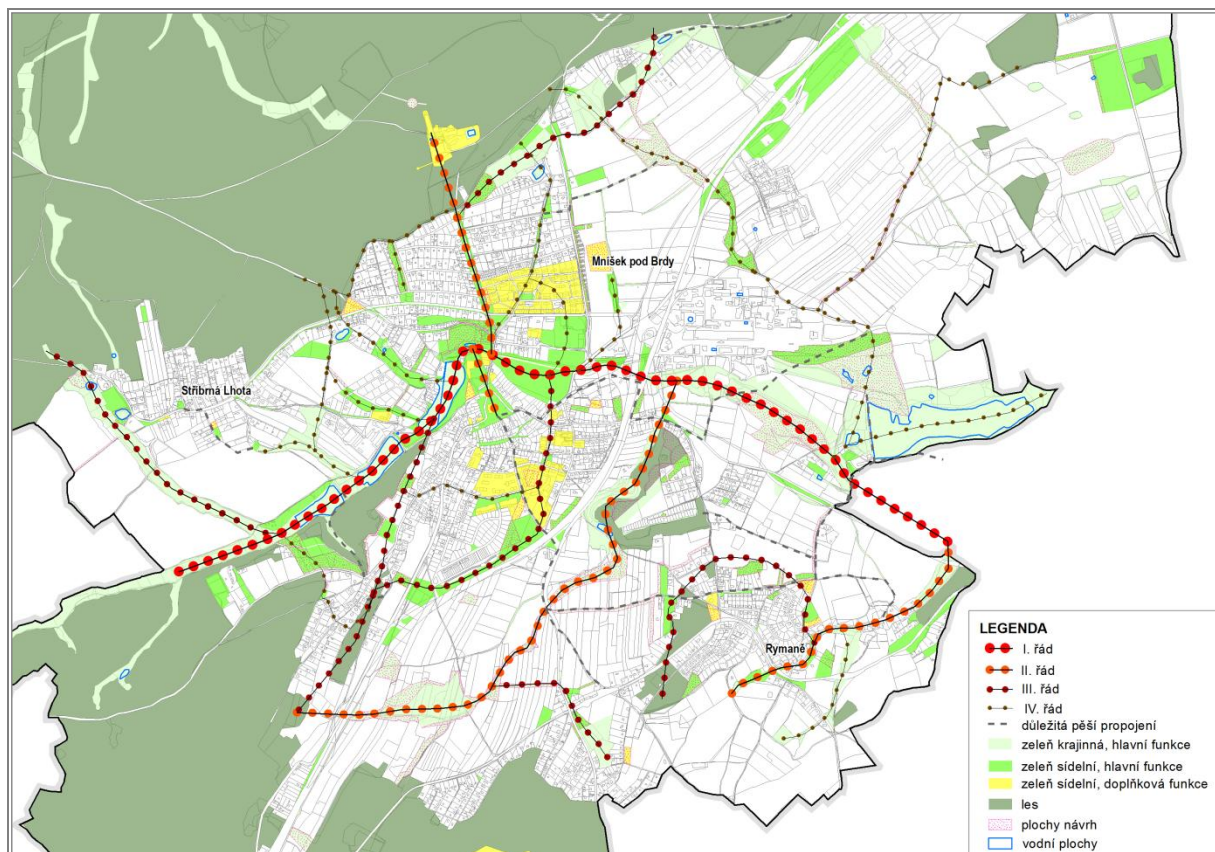 Mníšek pod Brdy
Stříbrná Lhota
Rymaně
LEGENDA
I. řád
II. řád
III. řád
IV. řád
důležitá pěší propojení
zeleň krajinná, hlavní funkce
zeleň sídelní, hlavní funkce
zeleň sídelní, doplňková funkce
les
plochy návrh
vodní plochy